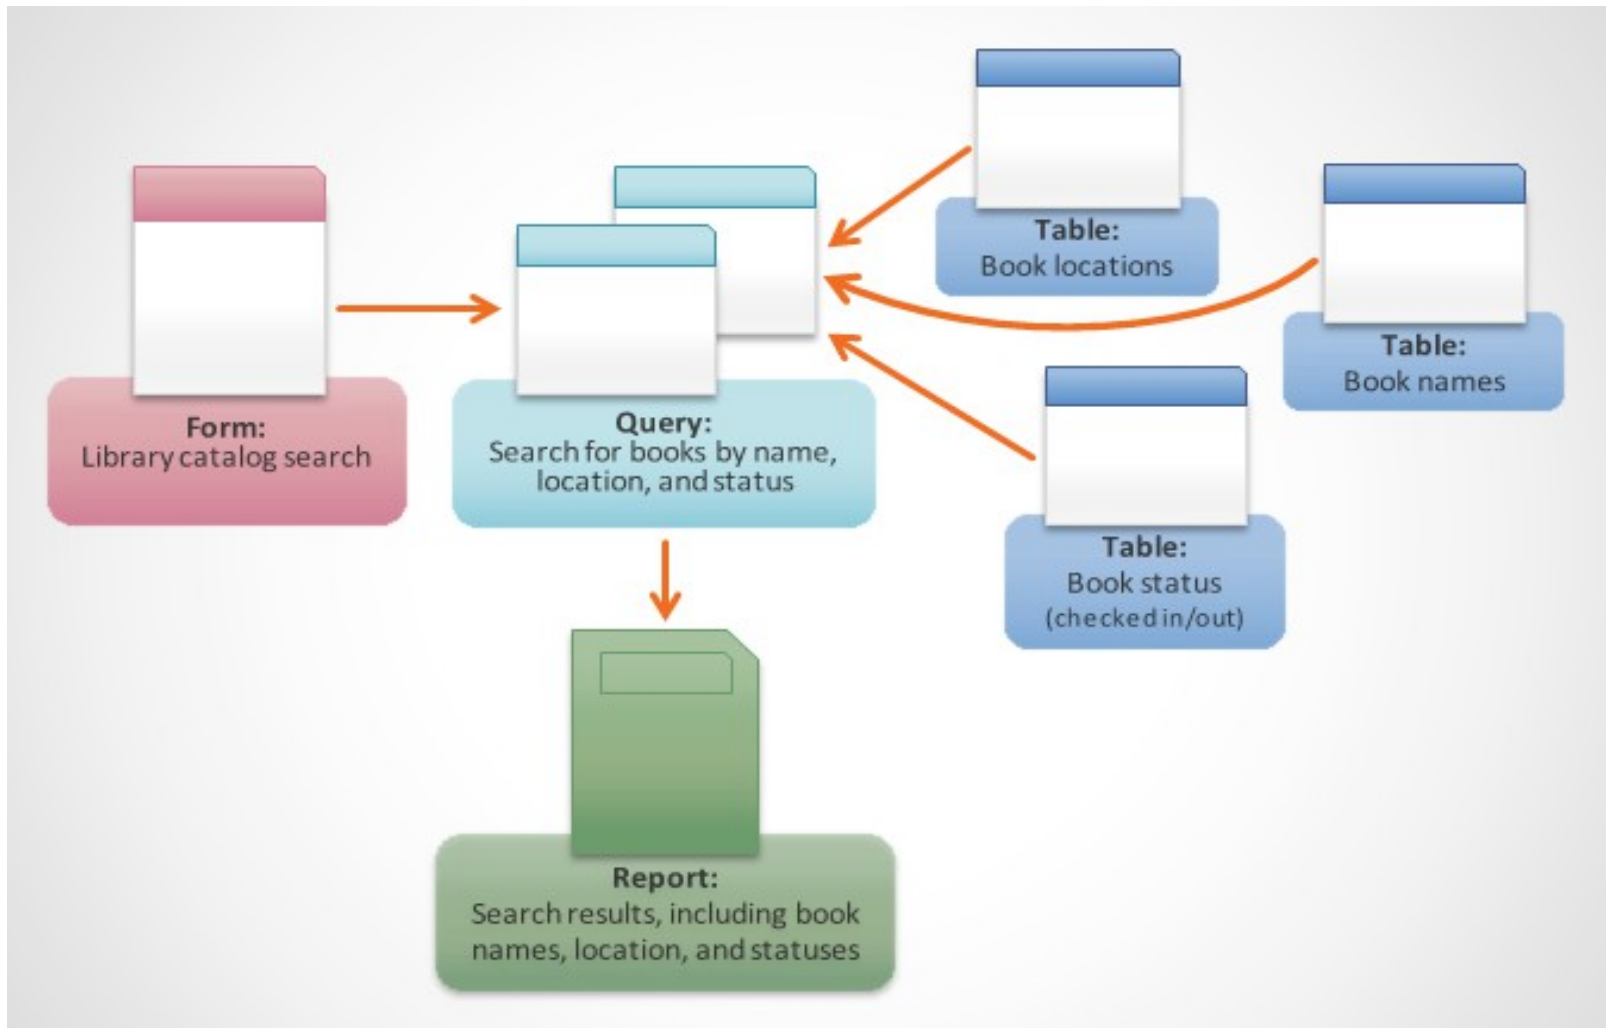 Form:
Library catalog search
Query:
Search for books by name,
location, and status
Table:
Book locations
Table:
Book names
Table:
Book status
(checked in/out)
Report:
Search results, including book
names, location, and statuses